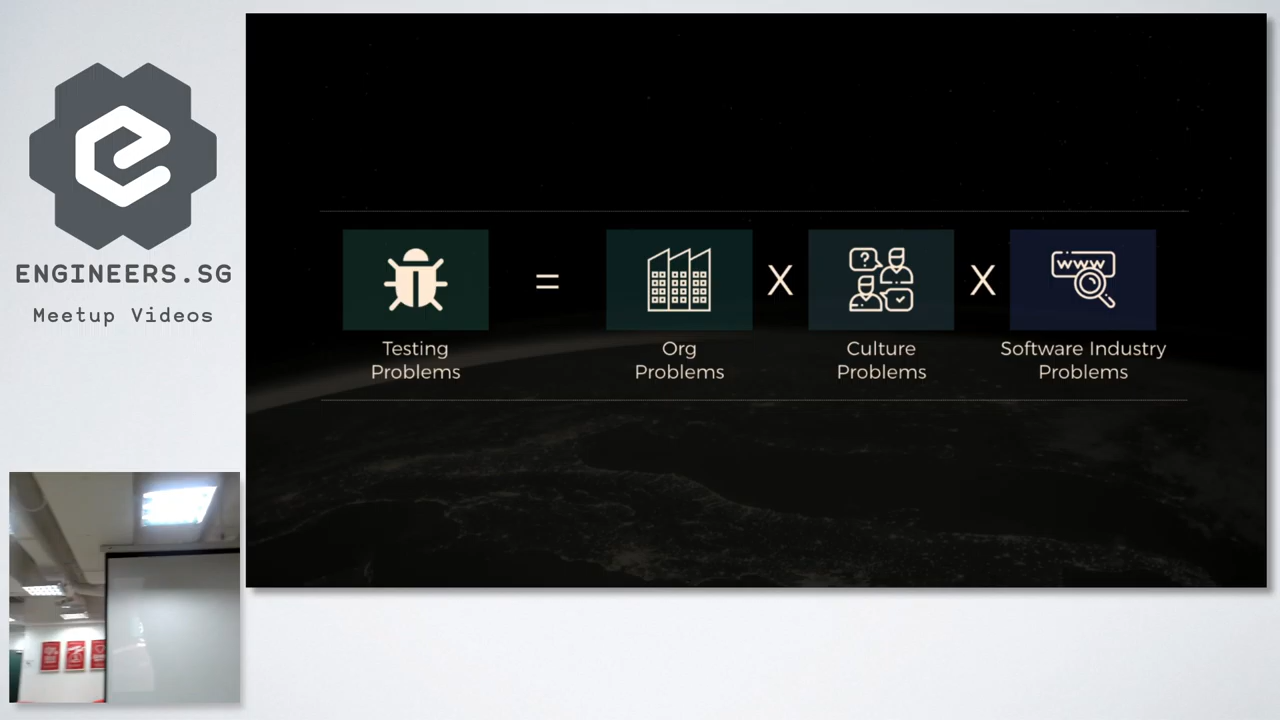 ENGINEERS.SG
Meetup Videos
=
X
X
?
www
Testing
Problems
Org
Problems
Culture
Problems
Software Industry
Problems